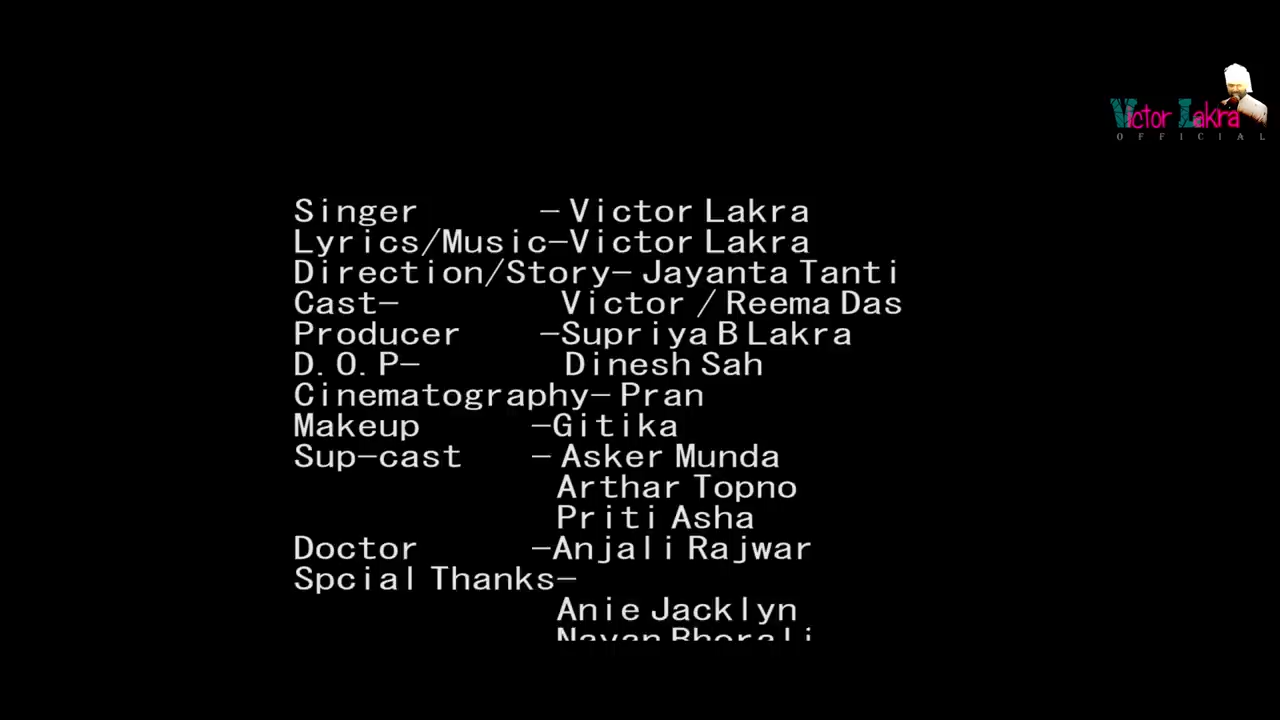 Victor Lakra
OFFICIAL
Singer - Victor Lakra
Lyrics/Music-Victor Lakra
Direction/Story- Jayanta Tanti
Cast- Victor / Reema Das
Producer -Supriya B Lakra
D.O.P- Dinesh Sah
Cinematography- Pran
Makeup -Gitika
Sup-cast - Asker Munda
Arthar Topno
Priti Asha
Doctor -Anjali Rajwar
Spcial Thanks-
Anie Jacklyn
Nayan Bhorali